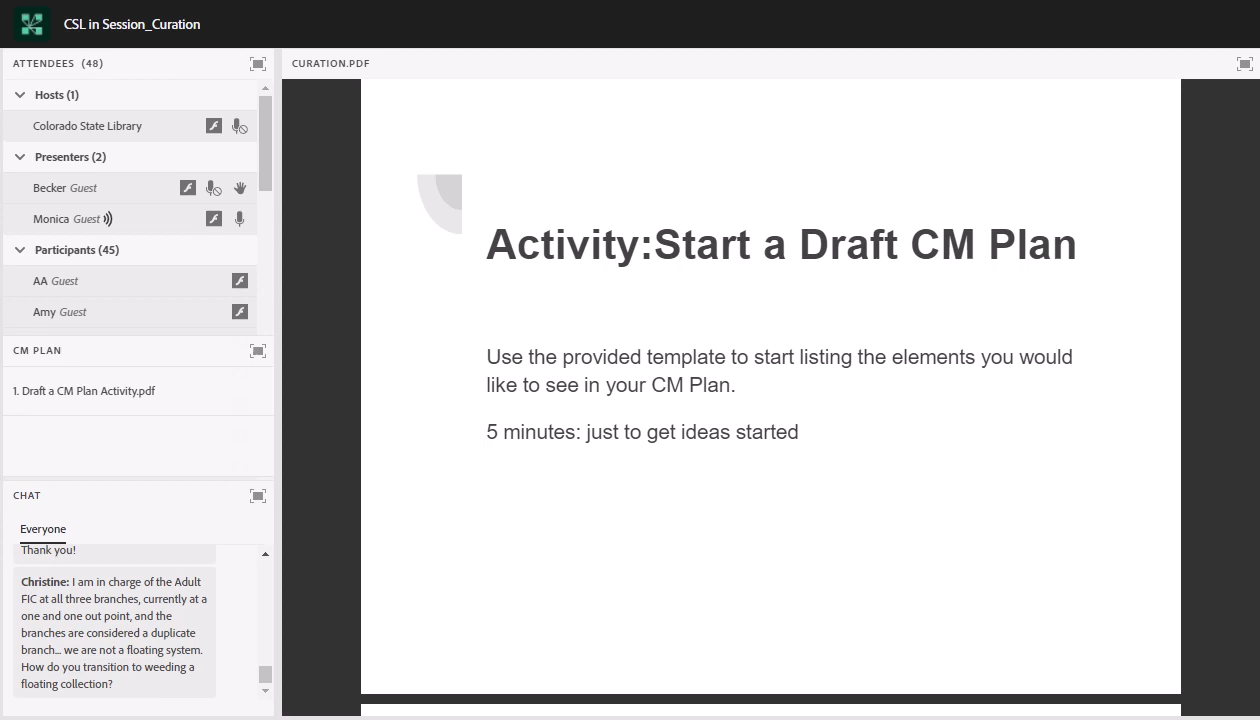 CSL in Session_Curation
ATTENDEES (48)
Hosts (1)
Colorado State Library
Presenters (2)
Becker Guest
Monica Guest
Participants (45)
AA Guest
Amy Guest
CM PLAN
1. Draft a CM Plan Activity.pdf
CHAT
Everyone
Thank you!
Christine: I am in charge of the Adult
FIC at all three branches, currently at a
one and one out point, and the
branches are considered a duplicate
branch... we are not a floating system.
How do you transition to weeding a
floating collection?
CURATION.PDF
Activity:Start a Draft CM Plan
Use the provided template to start listing the elements you would
like to see in your CM Plan.
5 minutes: just to get ideas started